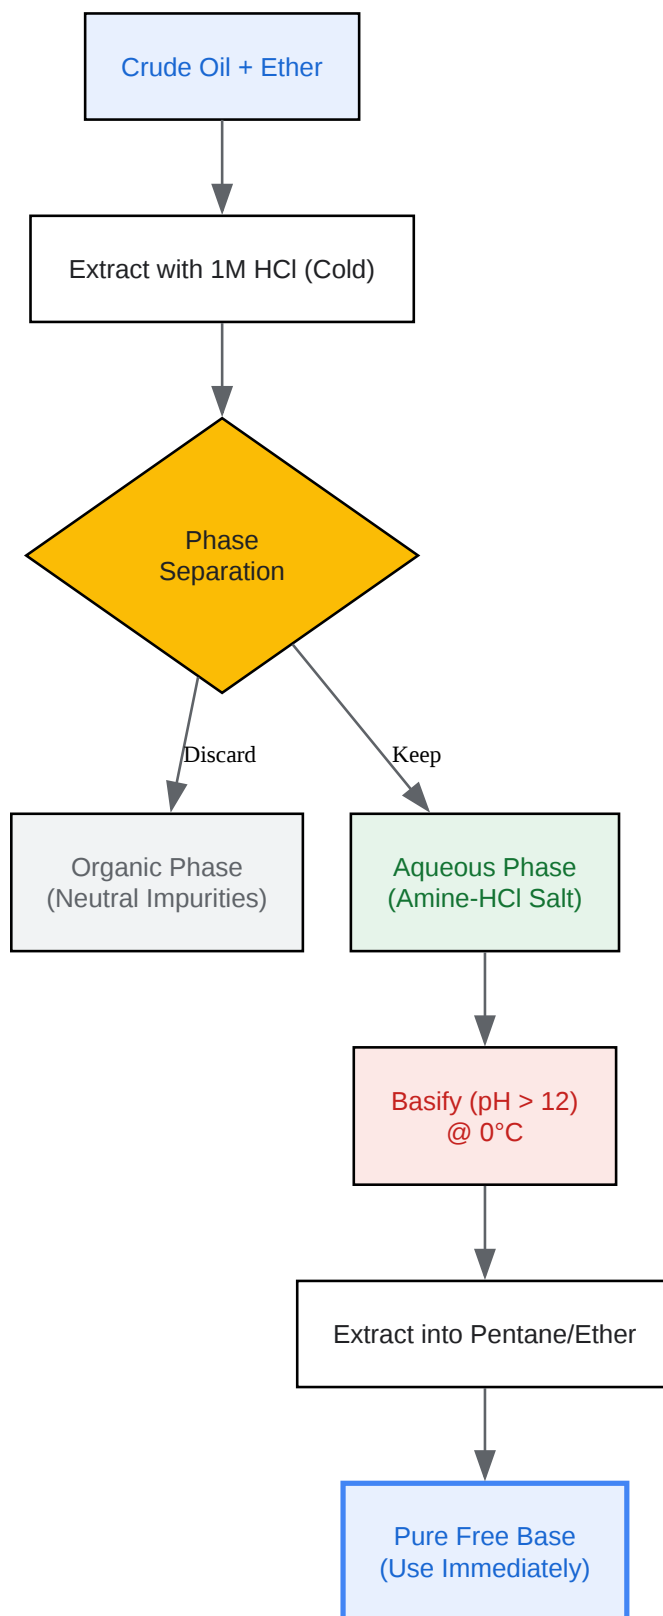 Crude Oil + Ether
Extract with 1M HCl (Cold)
Phase
Separation
Discard
Keep
Organic Phase
(Neutral Impurities)
Aqueous Phase
(Amine-HCl Salt)
Basify (pH > 12)
@ 0°C
Extract into Pentane/Ether
Pure Free Base
(Use Immediately)